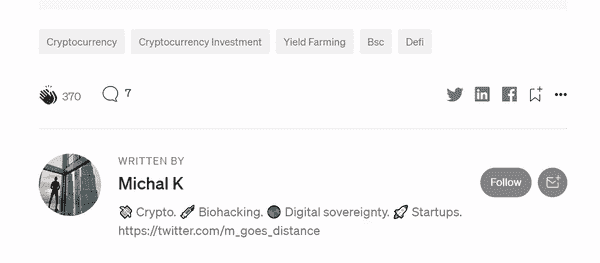 Cryptocurrency Cryptocurrency Investment Yield Farming Bsc Defi
370 7
WRITTEN BY
Michal K
Follow
Crypto. Biohacking. Digital sovereignty. Startups.
https://twitter.com/m_goes_distance